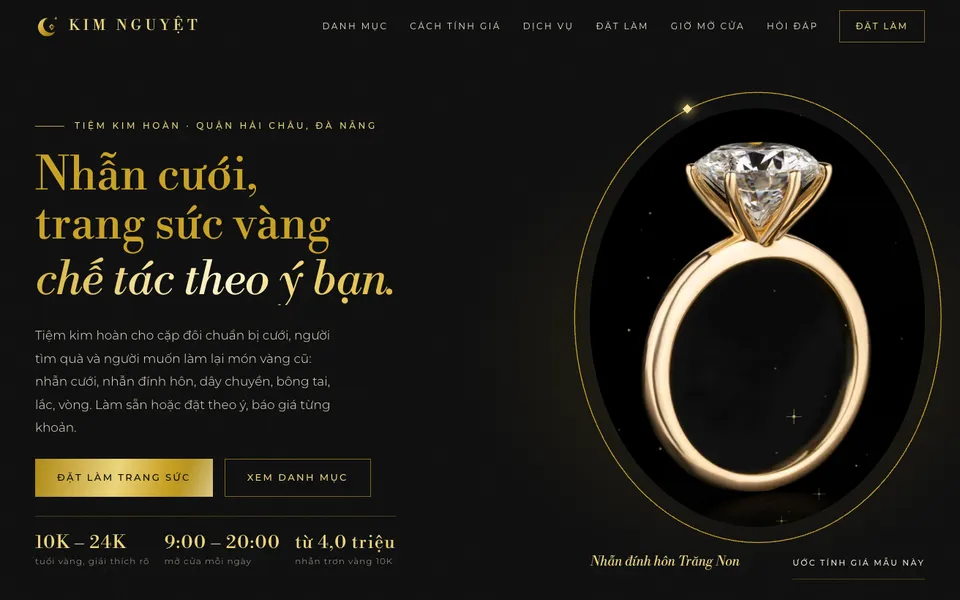 KIM NGUYỆT
DANH MỤC
CÁCH TÍNH GIÁ
DỊCH VỤ
ĐẶT LÀM
GIỜ MỞ CỬA
HỎI ĐÁP
ĐẶT LÀM
TIỆM KIM HOÀN · QUẬN HẢI CHÂU, ĐÀ NẴNG
Nhẫn cưới,
trang sức vàng
chế tác theo ý bạn.
Tiệm kim hoàn cho cặp đôi chuẩn bị cưới, người
tìm quà và người muốn làm lại món vàng cũ:
nhẫn cưới, nhẫn đính hôn, dây chuyền, bông tai,
lắc, vòng. Làm sẵn hoặc đặt theo ý, báo giá từng
khoản.
ĐẶT LÀM TRANG SỨC
XEM DANH MỤC
10K – 24K
tuổi vàng, giải thích rõ
9:00 – 20:00
mở cửa mỗi ngày
từ 4,0 triệu
nhẫn trơn vàng 10K
Nhẫn đính hôn Trăng Non
ƯỚC TÍNH GIÁ MẪU NÀY